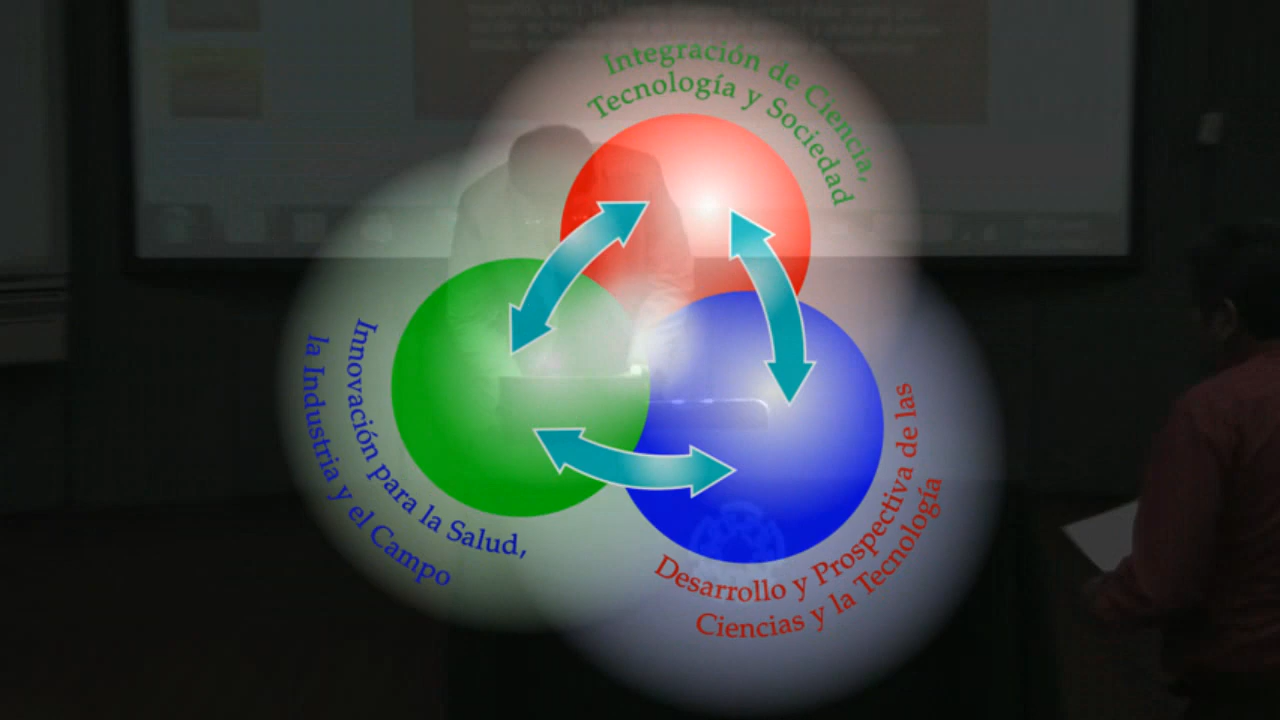 Integración de Ciencia,
Tecnología y Sociedad
Innovación para la Salud,
la Industria y el Campo
Desarrollo y Prospectiva de las
Ciencias y la Tecnología